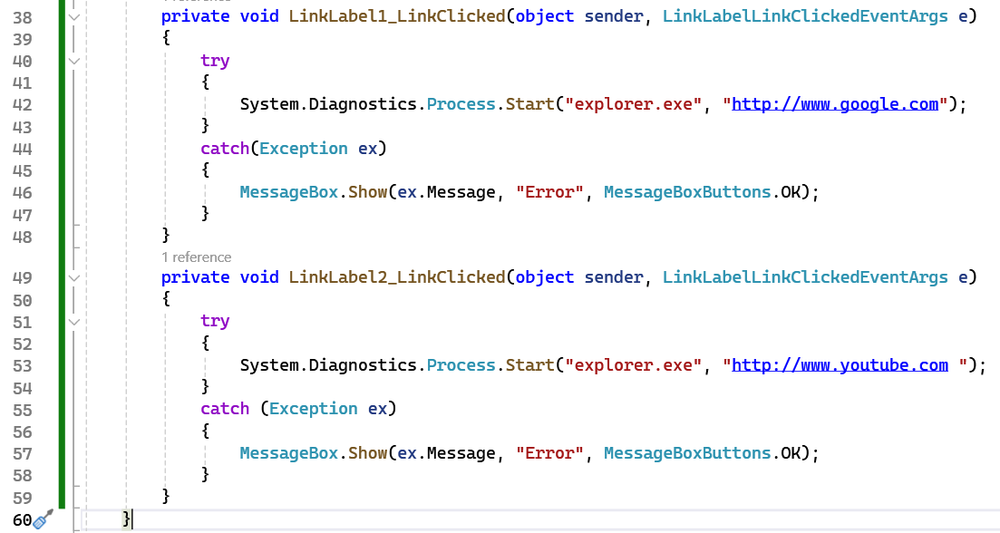 38 private void LinkLabel1_LinkClicked(object sender, LinkLabelLinkClickedEventArgs e)
39 {
40 try
41 {
42 System.Diagnostics.Process.Start("explorer.exe", "http://www.google.com");
43 }
44 catch(Exception ex)
45 {
46 MessageBox.Show(ex.Message, "Error", MessageBoxButtons.OK);
47 }
48 }
1 reference
49 private void LinkLabel2_LinkClicked(object sender, LinkLabelLinkClickedEventArgs e)
50 {
51 try
52 {
53 System.Diagnostics.Process.Start("explorer.exe", "http://www.youtube.com ");
54 }
55 catch (Exception ex)
56 {
57 MessageBox.Show(ex.Message, "Error", MessageBoxButtons.OK);
58 }
59 }
60 }